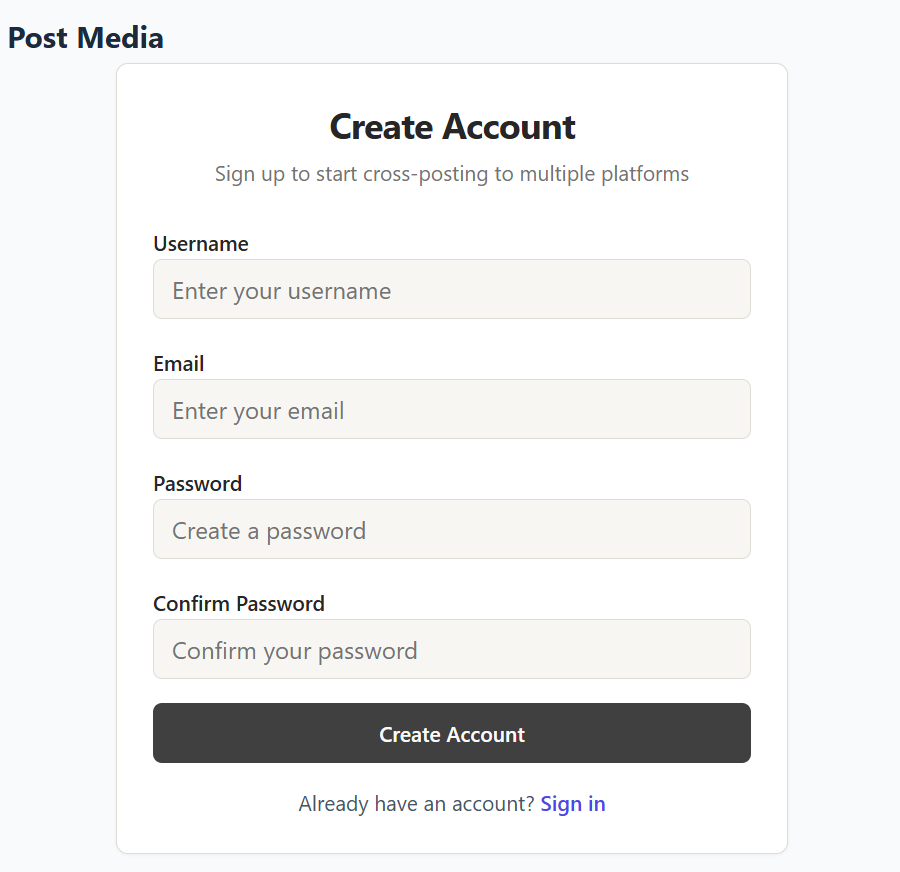 Post Media
Create Account
Sign up to start cross-posting to multiple platforms
Username
Enter your username
Email
Enter your email
Password
Create a password
Confirm Password
Confirm your password
Create Account
Already have an account? Sign in